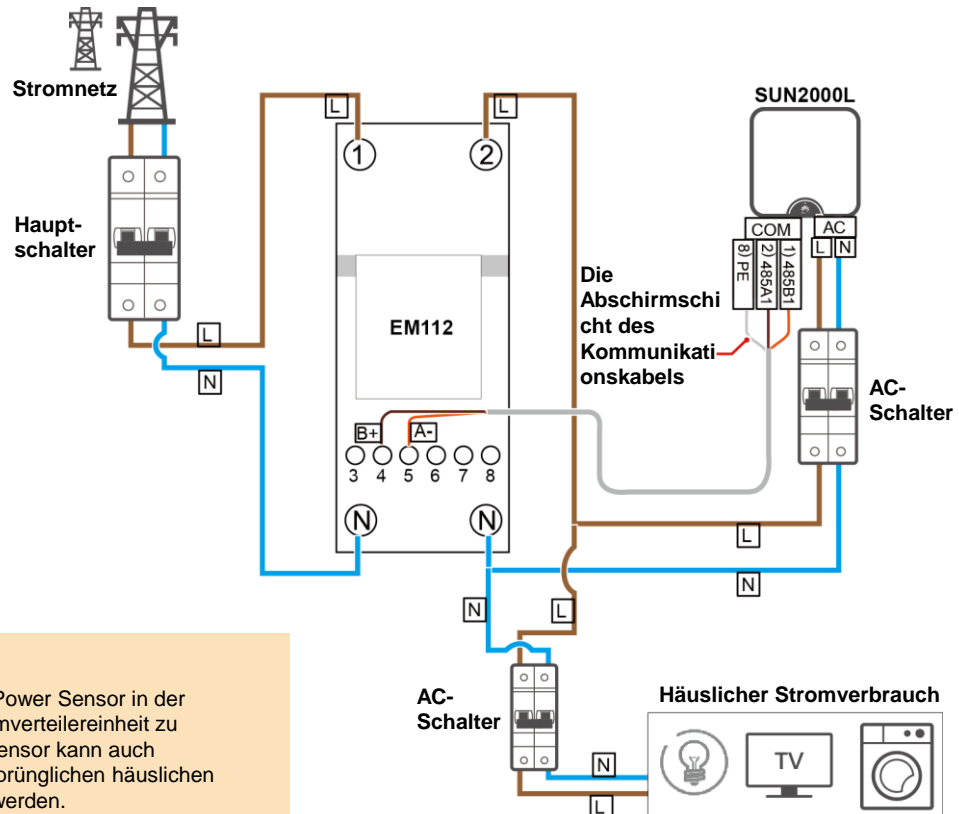 Stromnetz
L
L
SUN2000L
1
2
Haupt-
schalter
COM
AC
8) PE
2) 485A1
1) 485B1
L
N
Die
Abschirmschi
cht des
Kommunikati
onskabels
EM112
L
N
AC-
Schalter
B+
A-
3
4
5
6
7
8
N
N
L
N
N
L
Power Sensor in der
mverteilereinheit zu
ensor kann auch
orünglichen häuslichen
werden.
AC-
Schalter
Häuslicher Stromverbrauch
TV
N
L